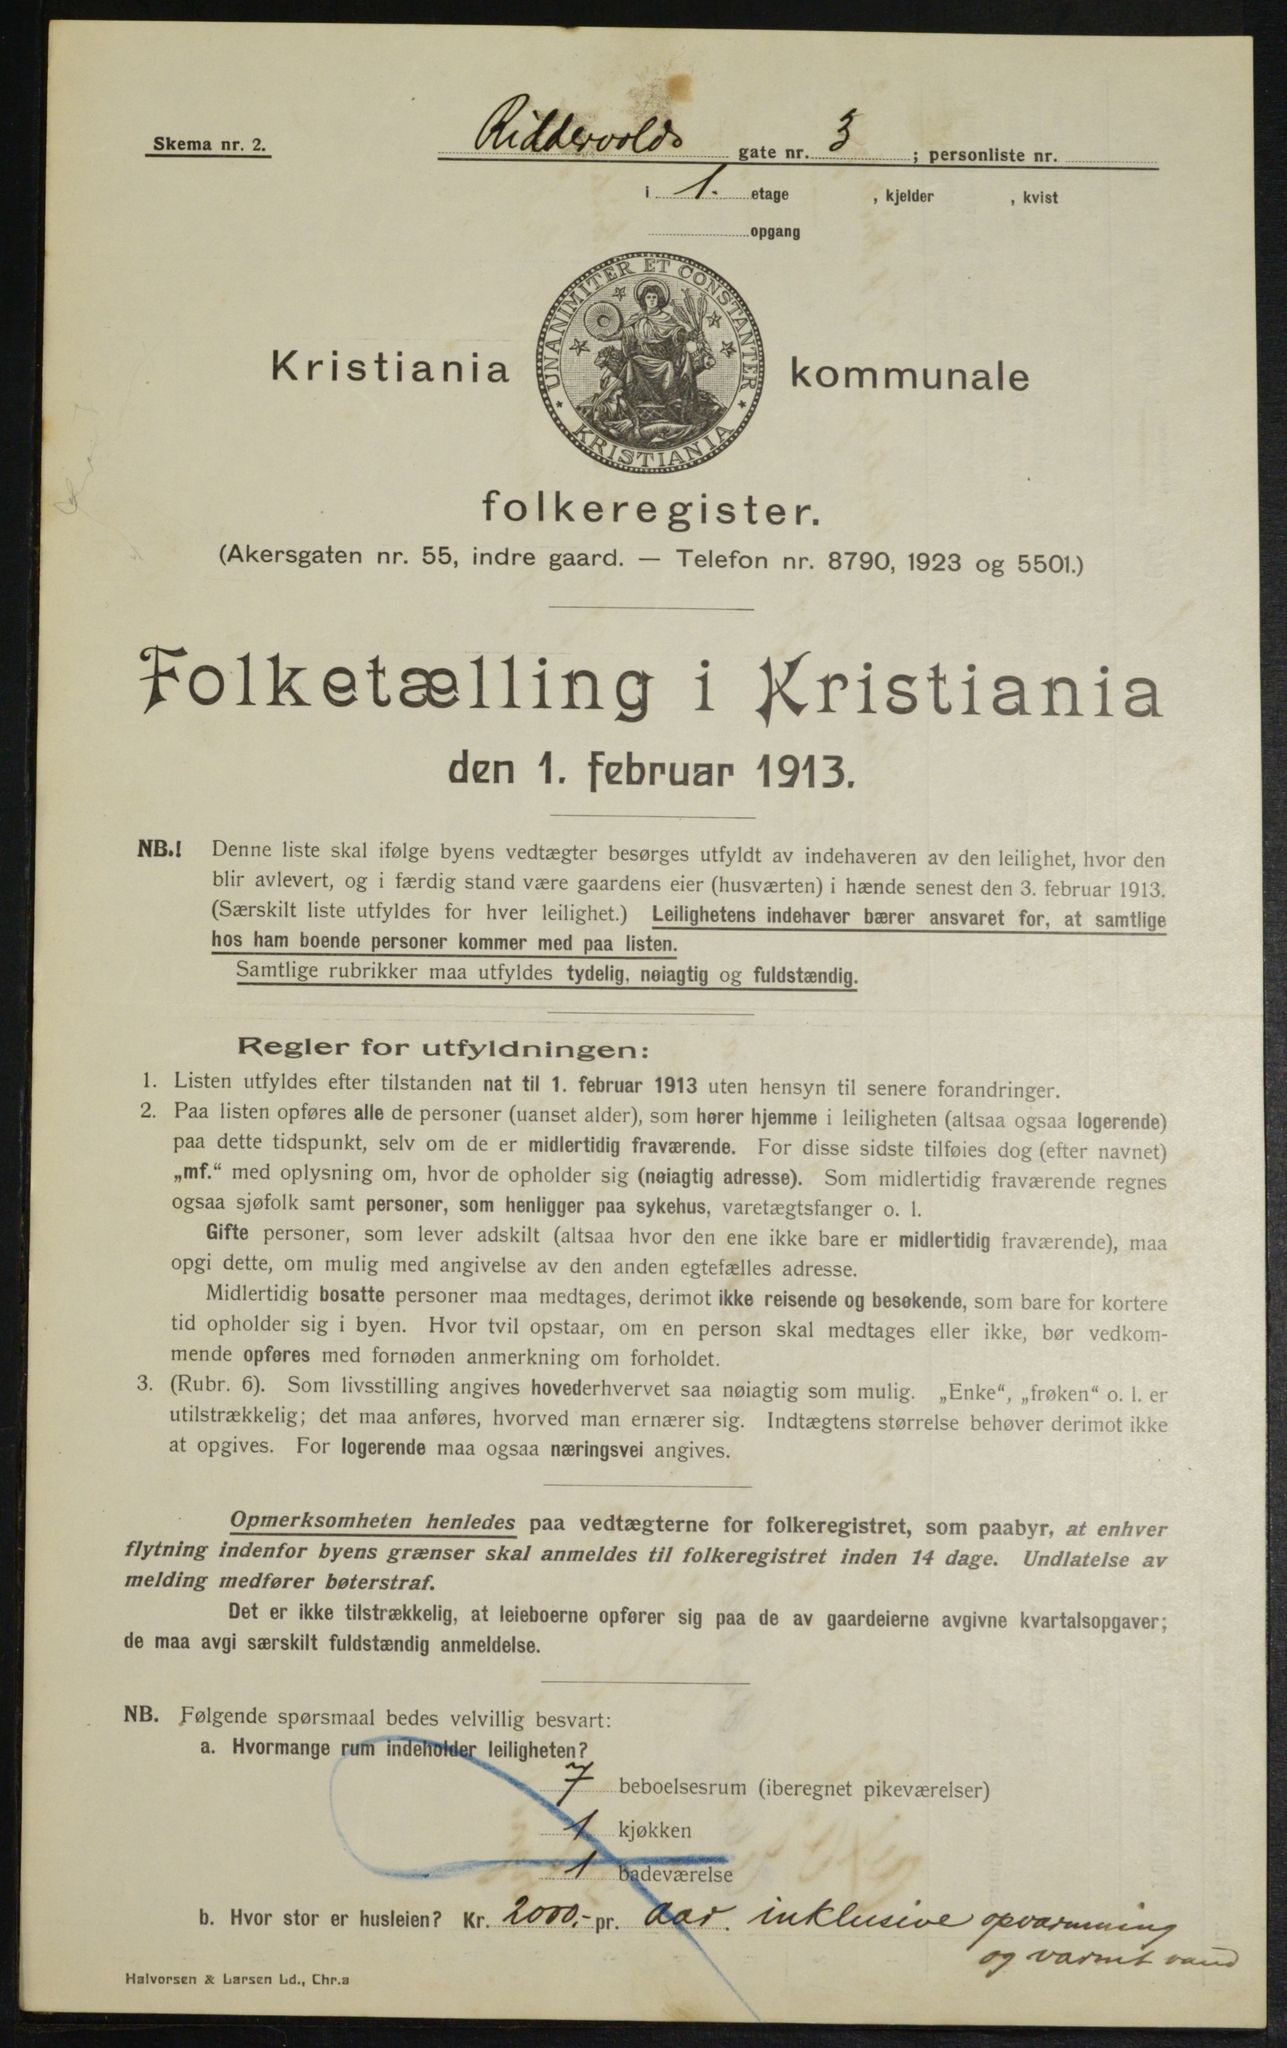 Skema nr. 2.
Riddervolds gate nr. 3; personliste nr.
i 1. etage , kjelder , kvist
opgang
UNANIMITER ET CONSTANTER
KRISTIANIA
Kristiania kommunale
folkeregister.
(Akersgaten nr. 55, indre gaard. — Telefon nr. 8790, 1923 og 5501.)
Folketælling i Kristiania
den 1. februar 1913.
NB.! Denne liste skal ifølge byens vedtægter besørges utfyldt av indehaveren av den leilighet, hvor den
blir avlevert, og i færdig stand være gaardens eier (husværten) i hænde senest den 3. februar 1913.
(Særskilt liste utfyldes for hver leilighet.) Leilighetens indehaver bærer ansvaret for, at samtlige
hos ham boende personer kommer med paa listen.
Samtlige rubrikker maa utfyldes tydelig, nøiagtig og fuldstændig.
Regler for utfyldningen:
1. Listen utfyldes efter tilstanden nat til 1. februar 1913 uten hensyn til senere forandringer.
2. Paa listen opføres alle de personer (uanset alder), som hører hjemme i leiligheten (altsaa ogsaa logerende)
paa dette tidspunkt, selv om de er midlertidig fraværende. For disse sidste tilføies dog (efter navnet)
„mf.“ med oplysning om, hvor de opholder sig (nøiagtig adresse). Som midlertidig fraværende regnes
ogsaa sjøfolk samt personer, som henligger paa sykehus, varetægtsfanger o. l.
Gifte personer, som lever adskilt (altsaa hvor den ene ikke bare er midlertidig fraværende), maa
opgi dette, om mulig med angivelse av den anden egtefælles adresse.
Midlertidig bosatte personer maa medtages, derimot ikke reisende og besøkende, som bare for kortere
tid opholder sig i byen. Hvor tvil opstaar, om en person skal medtages eller ikke, bør vedkom-
mende opføres med fornøden anmerkning om forholdet.
3. (Rubr. 6). Som livsstilling angives hovederhvervet saa nøiagtig som mulig. „Enke“, „frøken“ o. l. er
utilstrækkelig; det maa anføres, hvorved man ernærer sig. Indtægtens størrelse behøver derimot ikke
at opgives. For logerende maa ogsaa næringsvei angives.
Opmerksomheten henledes paa vedtægterne for folkeregistret, som paabyr, at enhver
flytning indenfor byens grænser skal anmeldes til folkeregistret inden 14 dage. Undlatelse av
melding medfører bøterstraf.
Det er ikke tilstrækkelig, at leieboerne opfører sig paa de av gaardeierne avgivne kvartalsopgaver;
de maa avgi særskilt fuldstændig anmeldelse.
NB. Følgende spørsmaal bedes velvillig besvart:
a. Hvormange rum indeholder leiligheten?
7 beboelsesrum (iberegnet pikeværelser)
1 kjøkken
1 badeværelse
b. Hvor stor er husleien? Kr. 2000,- pr. Aar. inklusive opvarmning
og varmt vand
Halvorsen & Larsen Ld., Chr.a